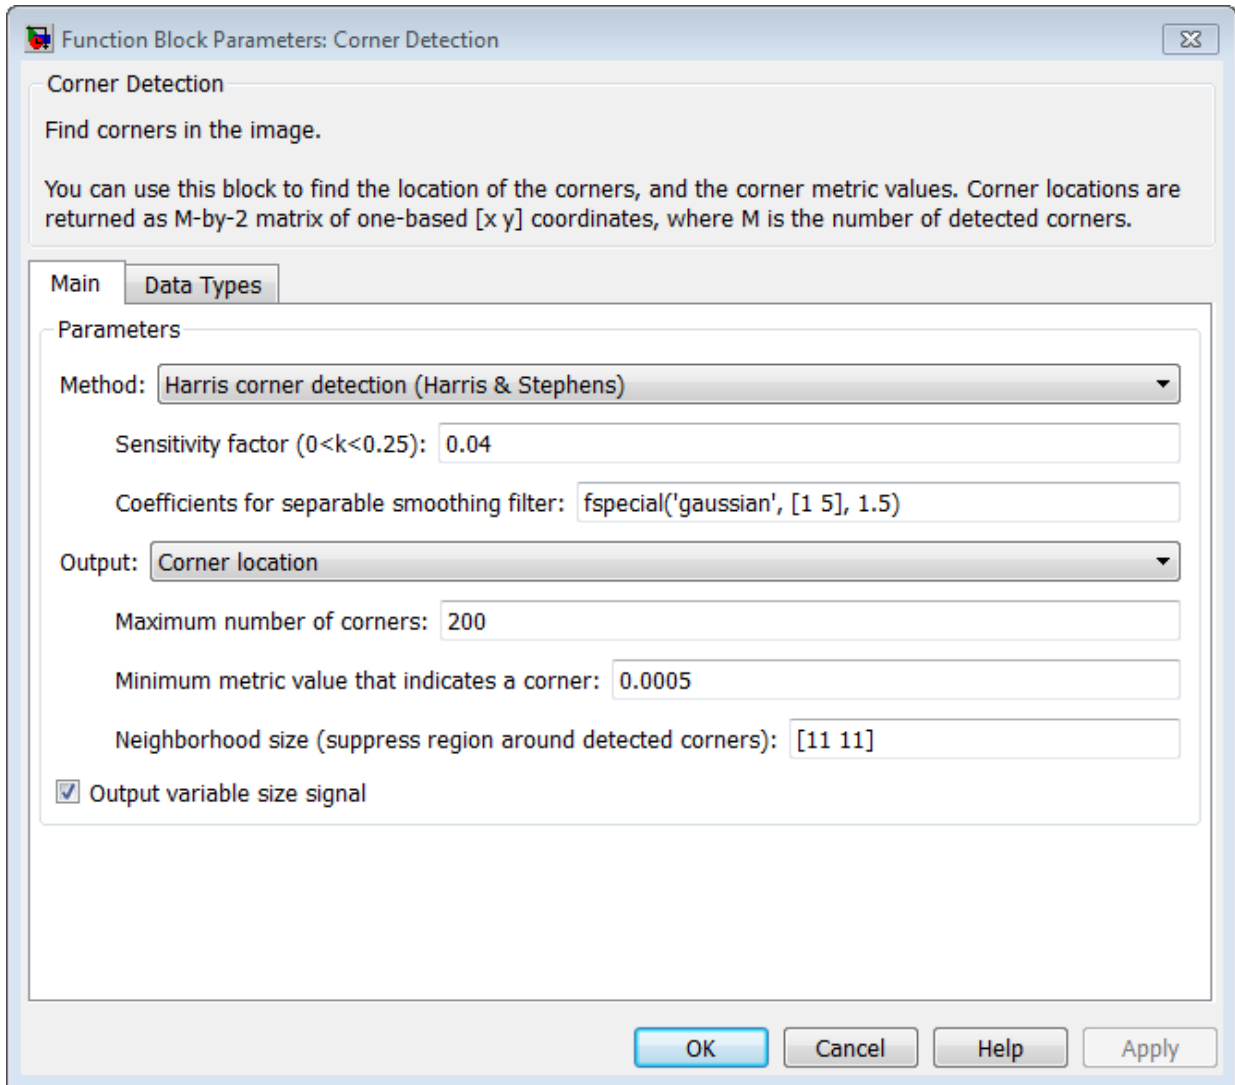 Function Block Parameters: Corner Detection
Corner Detection
Find corners in the image.
You can use this block to find the location of the corners, and the corner metric values. Corner locations are
returned as M-by-2 matrix of one-based [x y] coordinates, where M is the number of detected corners.
Main Data Types
Parameters
Method: Harris corner detection (Harris & Stephens)
Sensitivity factor (0<k<0.25): 0.04
Coefficients for separable smoothing filter: fspecial('gaussian', [1 5], 1.5)
Output: Corner location
Maximum number of corners: 200
Minimum metric value that indicates a corner: 0.0005
Neighborhood size (suppress region around detected corners): [11 11]
Output variable size signal
OK Cancel Help Apply